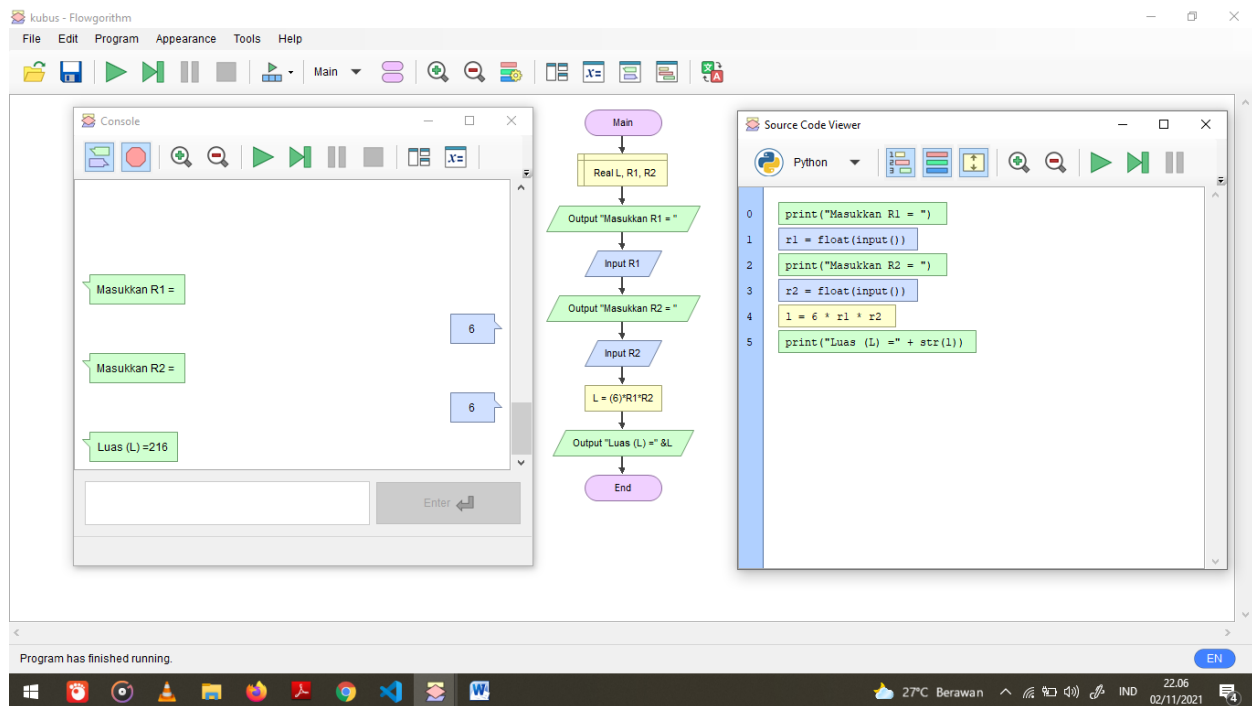 kubus - Flowgorithm
File Edit Program Appearance Tools Help
Main
Console
Masukkan R1 =
6
Masukkan R2 =
6
Luas (L) =216
Enter
Main
Real L, R1, R2
Output "Masukkan R1 = "
Input R1
Output "Masukkan R2 = "
Input R2
L = (6)*R1*R2
Output "Luas (L) =" &L
End
Source Code Viewer
Python
0 print("Masukkan R1 = ")
1 r1 = float(input())
2 print("Masukkan R2 = ")
3 r2 = float(input())
4 l = 6 * r1 * r2
5 print("Luas (L) =" + str(l))
Program has finished running.
EN
27°C Berawan
IND
22.06
02/11/2021
4